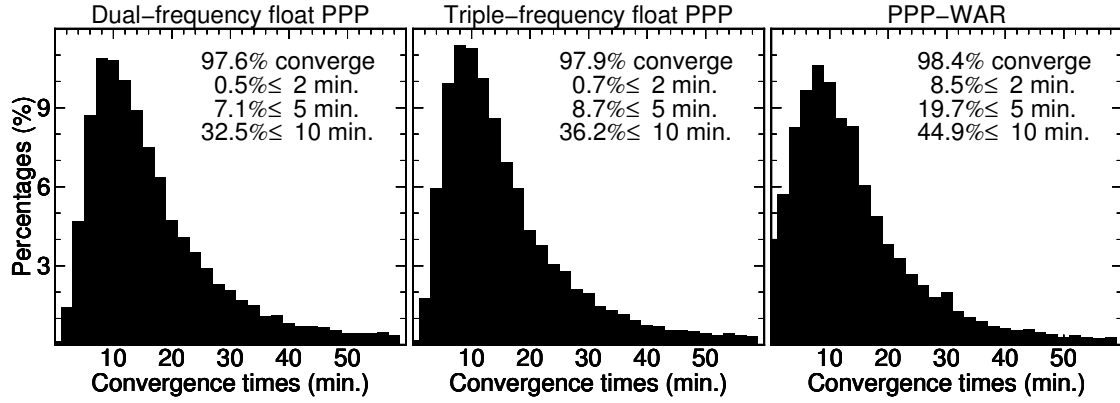 Dual−frequency float PPP
97.6% converge
0.5%≤ 2 min.
7.1%≤ 5 min.
32.5%≤ 10 min.
Percentages (%)
9
6
3
10 20 30 40 50
Convergence times (min.)
Triple−frequency float PPP
97.9% converge
0.7%≤ 2 min.
8.7%≤ 5 min.
36.2%≤ 10 min.
10 20 30 40 50
Convergence times (min.)
PPP−WAR
98.4% converge
8.5%≤ 2 min.
19.7%≤ 5 min.
44.9%≤ 10 min.
10 20 30 40 50
Convergence times (min.)